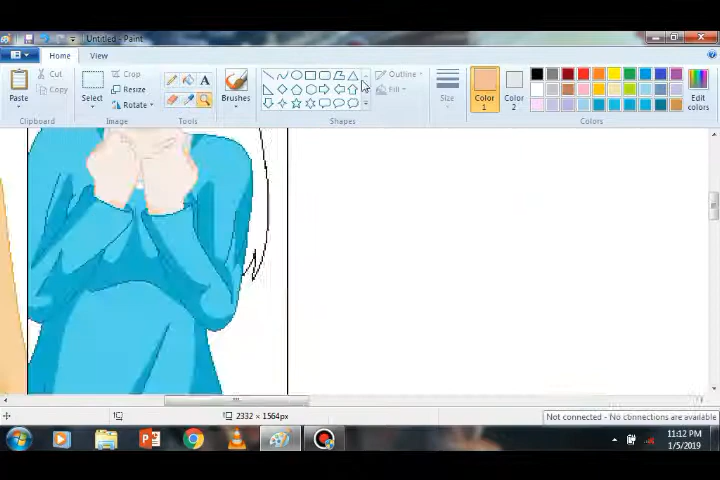 Untitled - Paint
Home View
Paste
Cut
Copy
Clipboard
Select
Crop
Resize
Rotate
Image
A
Tools
Brushes
Shapes
Outline
Fill
Size
Color 1
Color 2
Colors
Edit colors
2332 × 1564px
Not connected - No connections are available
11:12 PM
1/5/2019